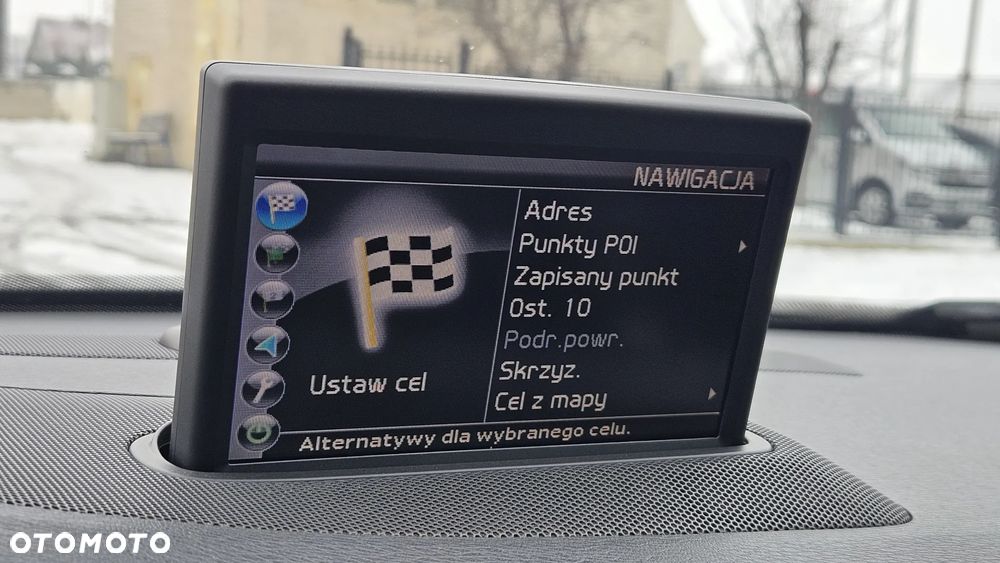 NAWIGACJA
Adres
Punkty POI
Zapisany punkt
Ost. 10
Podr.powr.
Skrzyż.
Cel z mapy
Ustaw cel
Alternatywy dla wybranego celu.
OTOMOTO